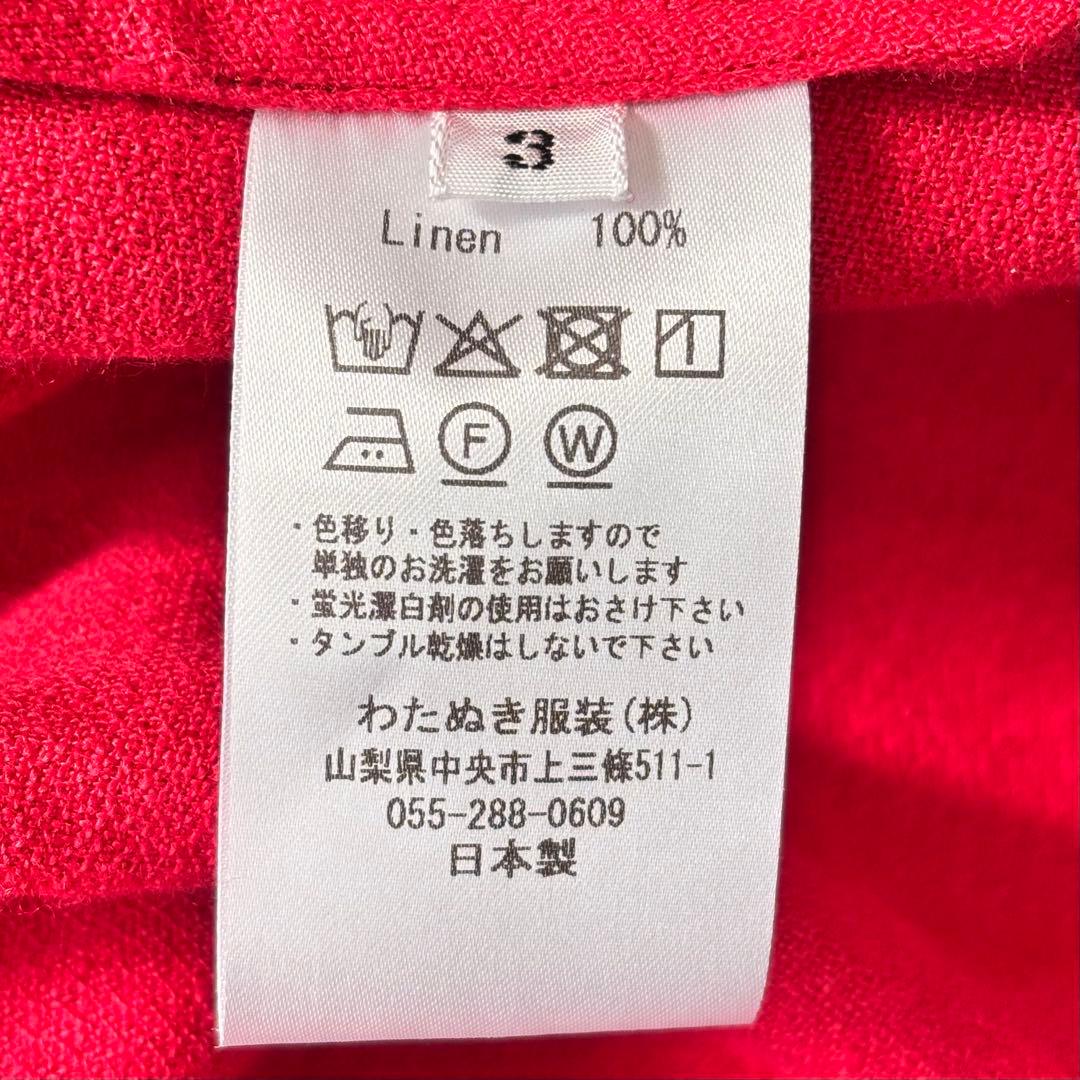 3
Linen 100%
F W
・色移り・色落ちしますので
単独のお洗濯をお願いします
・蛍光漂白剤の使用はおさけ下さい
・タンブル乾燥はしないで下さい
わたぬき服装(株)
山梨県中央市上三條511-1
055-288-0609
日本製